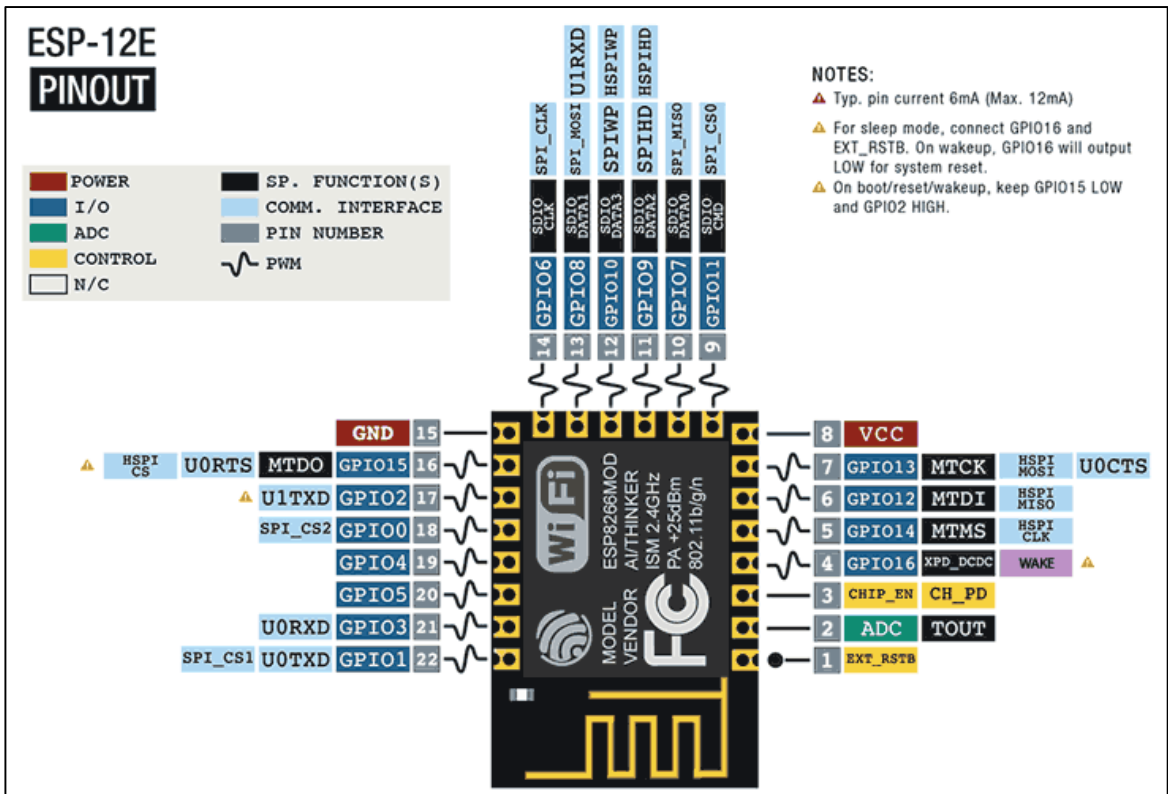 ESP-12E
PINOUT
POWER
I/O
ADC
CONTROL
N/C
SP. FUNCTION(S)
COMM. INTERFACE
PIN NUMBER
PWM
NOTES:
Typ. pin current 6mA (Max. 12mA)
For sleep mode, connect GPIO16 and
EXT_RSTB. On wakeup, GPIO16 will output
LOW for system reset.
On boot/reset/wakeup, keep GPIO15 LOW
and GPIO2 HIGH.
SPI_CLK SDIO CLK GPIO6 14
U1RXD SPI_MOSI SDIO DATA1 GPIO8 13
HSPIWP SPIWP SDIO DATA3 GPIO10 12
HSPIHD SPIHD SDIO DATA2 GPIO9 11
SPI_MISO SDIO DATA0 GPIO7 10
SPI_CS0 SDIO CMD GPIO11 9
GND 15
HSPI CS U0RTS MTDO GPIO15 16
U1TXD GPIO2 17
SPI_CS2 GPIO0 18
GPIO4 19
GPIO5 20
U0RXD GPIO3 21
SPI_CS1 U0TXD GPIO1 22
WiFi
MODEL ESP8266MOD
VENDOR AI/THINKER
ISM 2.4GHz
PA +25dBm
802.11b/g/n
FC
8 VCC
7 GPIO13 MTCK HSPI MOSI U0CTS
6 GPIO12 MTDI HSPI MISO
5 GPIO14 MTMS HSPI CLK
4 GPIO16 XPD_DCDC WAKE
3 CHIP_EN CH_PD
2 ADC TOUT
1 EXT_RSTB